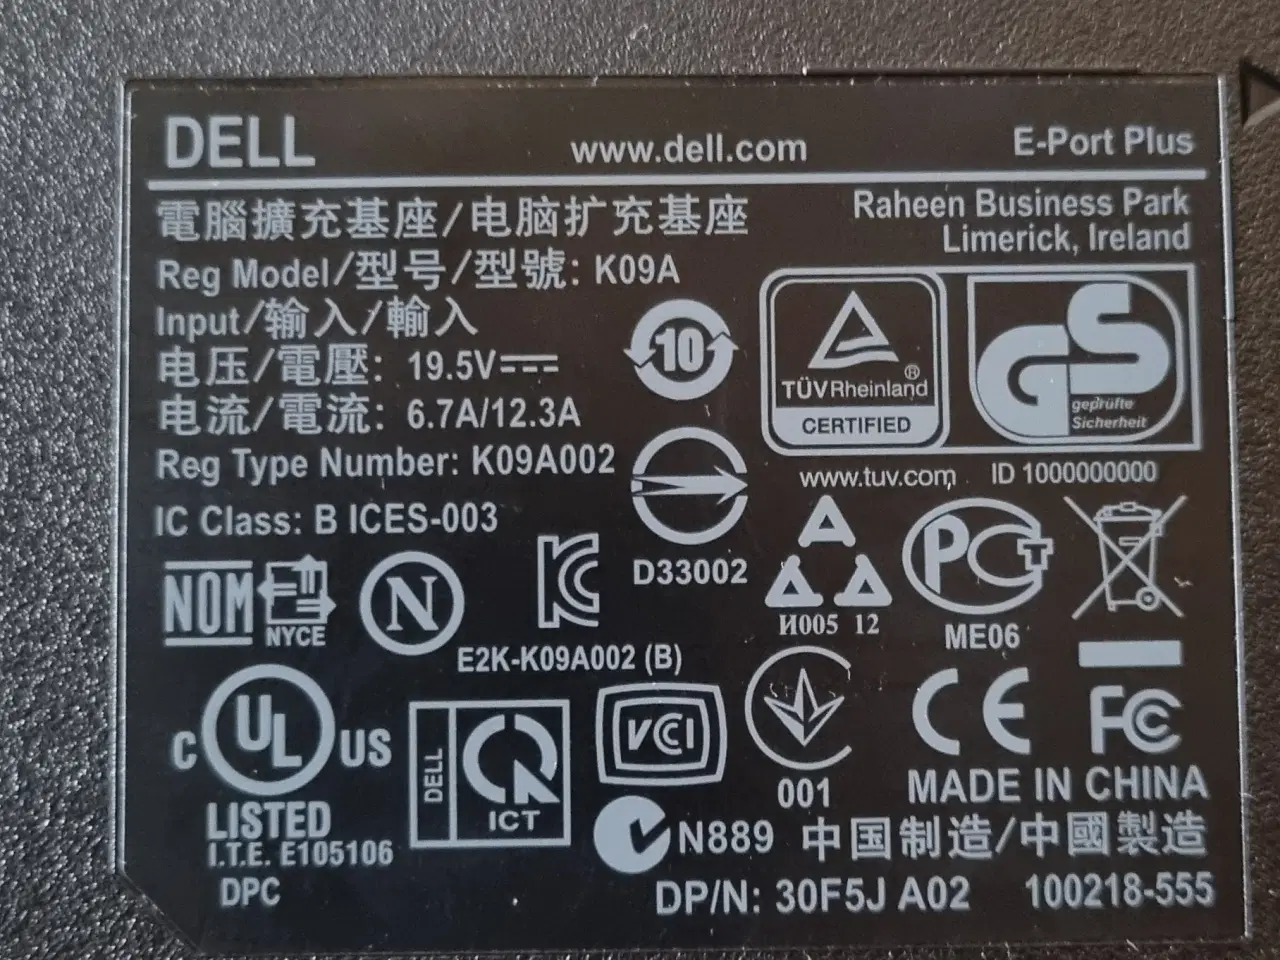 DELL www.dell.com E-Port Plus
電腦擴充基座/电脑扩充基座
Raheen Business Park
Limerick, Ireland
Reg Model/型号/型號: K09A
Input/输入/輸入
电压/電壓: 19.5V
电流/電流: 6.7A/12.3A
Reg Type Number: K09A002
IC Class: B ICES-003
10
TÜVRheinland®
CERTIFIED
GS
geprüfte
Sicherheit
www.tuv.com ID 1000000000
D33002
И005 12
PCT
ME06
NOM
NYCE
N
KC
E2K-K09A002 (B)
C UL US
LISTED
I.T.E. E105106
DPC
DELL
ICT
VCI
001
CE FC
MADE IN CHINA
N889 中国制造/中國製造
DP/N: 30F5J A02 100218-555